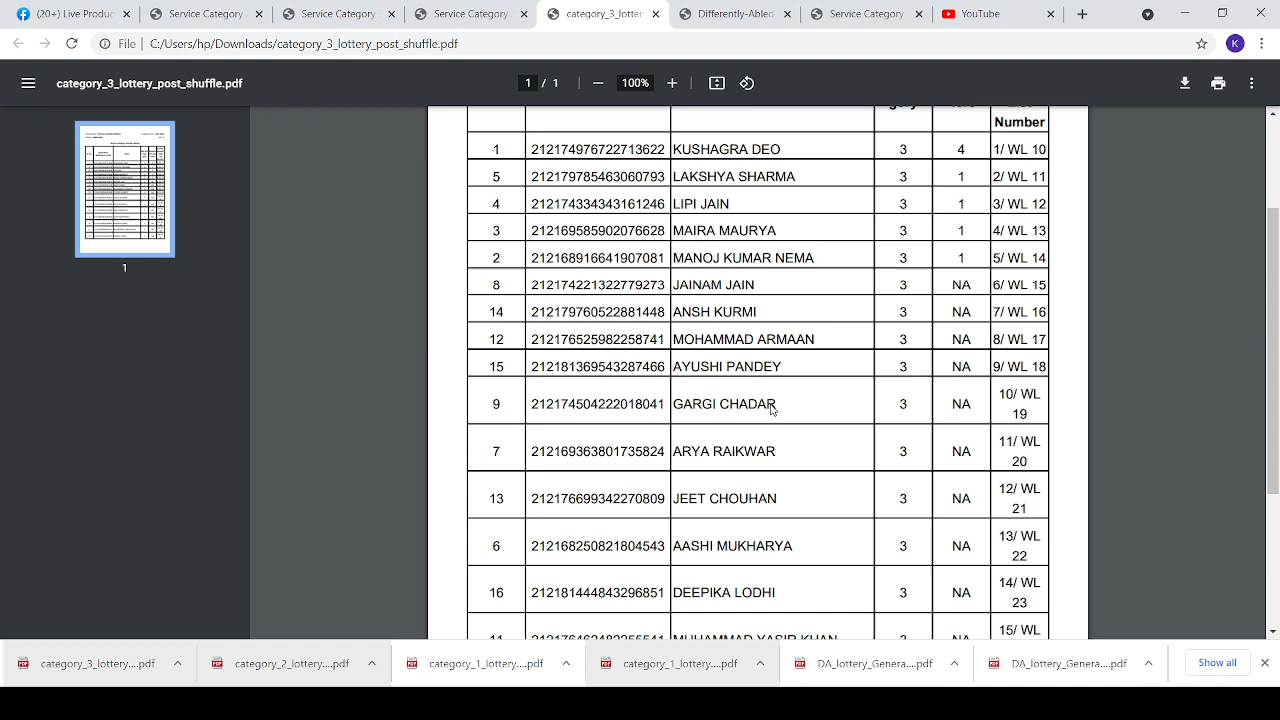 (20+) Live Produc
Service Category
Service Category
Service Category
category_3_lotter
Differently-Abled
Service Category
YouTube
File C:/Users/hp/Downloads/category_3_lottery_post_shuffle.pdf
K
category_3_lottery_post_shuffle.pdf
1 / 1
100%
1
Number
1 212174976722713622 KUSHAGRA DEO 3 4 1/ WL 10
5 212179785463060793 LAKSHYA SHARMA 3 1 2/ WL 11
4 212174334343161246 LIPI JAIN 3 1 3/ WL 12
3 212169585902076628 MAIRA MAURYA 3 1 4/ WL 13
2 212168916641907081 MANOJ KUMAR NEMA 3 1 5/ WL 14
8 212174221322779273 JAINAM JAIN 3 NA 6/ WL 15
14 212179760522881448 ANSH KURMI 3 NA 7/ WL 16
12 212176525982258741 MOHAMMAD ARMAAN 3 NA 8/ WL 17
15 212181369543287466 AYUSHI PANDEY 3 NA 9/ WL 18
9 212174504222018041 GARGI CHADAR 3 NA 10/ WL
19
7 212169363801735824 ARYA RAIKWAR 3 NA 11/ WL
20
13 212176699342270809 JEET CHOUHAN 3 NA 12/ WL
21
6 212168250821804543 AASHI MUKHARYA 3 NA 13/ WL
22
16 212181444843296851 DEEPIKA LODHI 3 NA 14/ WL
23
11 MUHAMMAD YASIR KHAN 3 NA 15/ WL
category_3_lottery....pdf
category_2_lottery....pdf
category_1_lottery....pdf
category_1_lottery....pdf
DA_lottery_Genera....pdf
DA_lottery_Genera....pdf
Show all